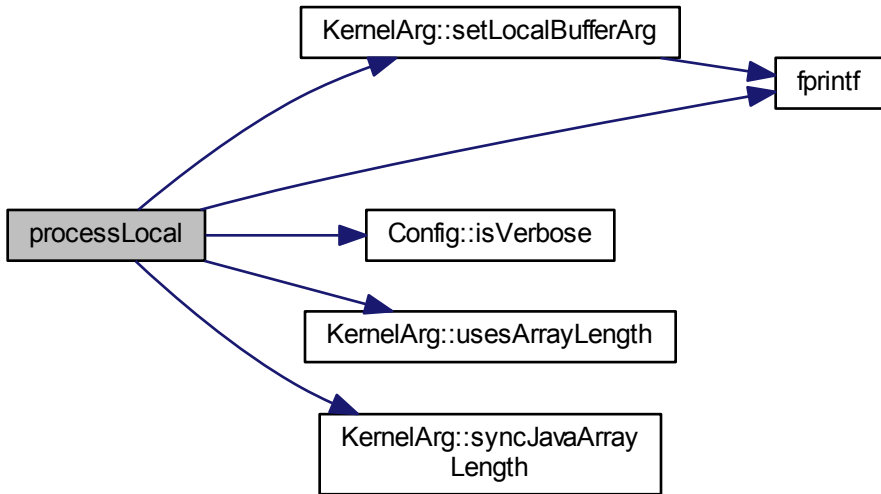 KernelArg::setLocalBufferArg
fprintf
processLocal
Config::isVerbose
KernelArg::usesArrayLength
KernelArg::syncJavaArray
Length